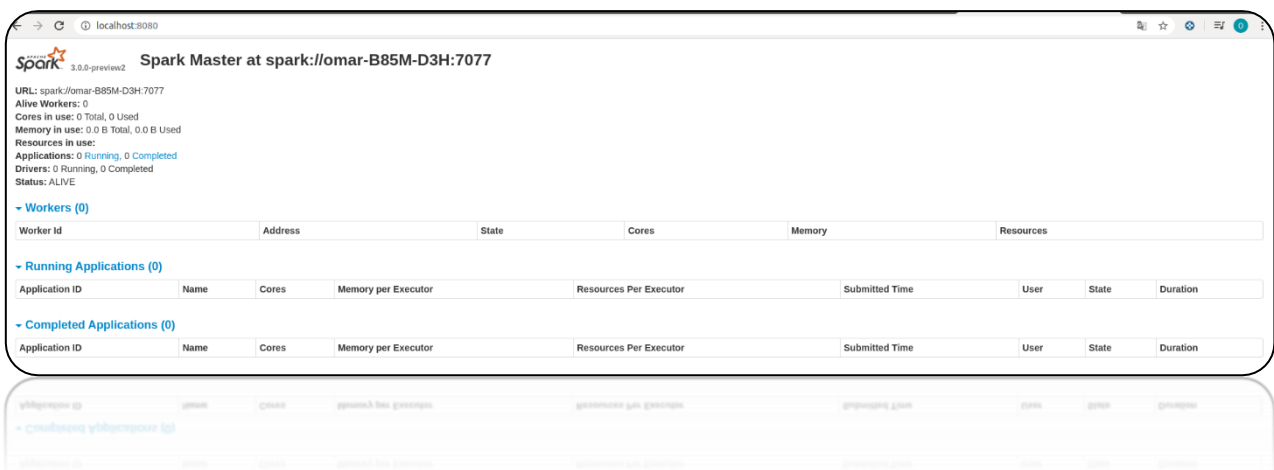 localhost:8080
O
APACHE Spark 3.0.0-preview2 Spark Master at spark://omar-B85M-D3H:7077
URL: spark://omar-B85M-D3H:7077
Alive Workers: 0
Cores in use: 0 Total, 0 Used
Memory in use: 0.0 B Total, 0.0 B Used
Resources in use:
Applications: 0 Running, 0 Completed
Drivers: 0 Running, 0 Completed
Status: ALIVE
Workers (0)
Worker Id Address State Cores Memory Resources
Running Applications (0)
Application ID Name Cores Memory per Executor Resources Per Executor Submitted Time User State Duration
Completed Applications (0)
Application ID Name Cores Memory per Executor Resources Per Executor Submitted Time User State Duration